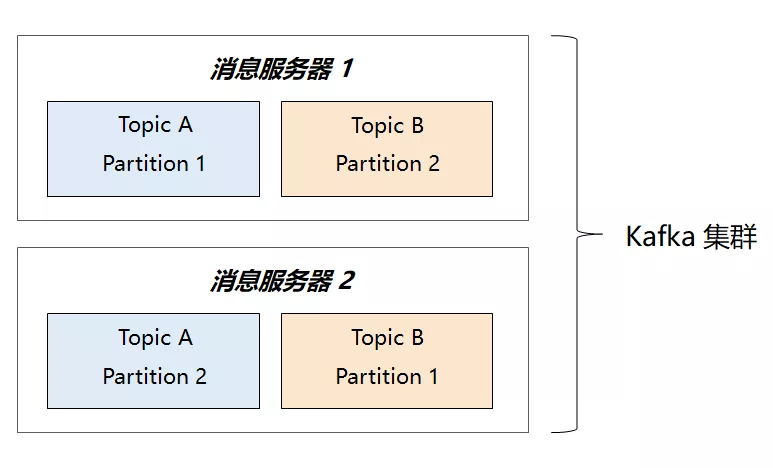 消息服务器 1
Topic A
Partition 1
Topic B
Partition 2
Kafka 集群
消息服务器 2
Topic A
Partition 2
Topic B
Partition 1